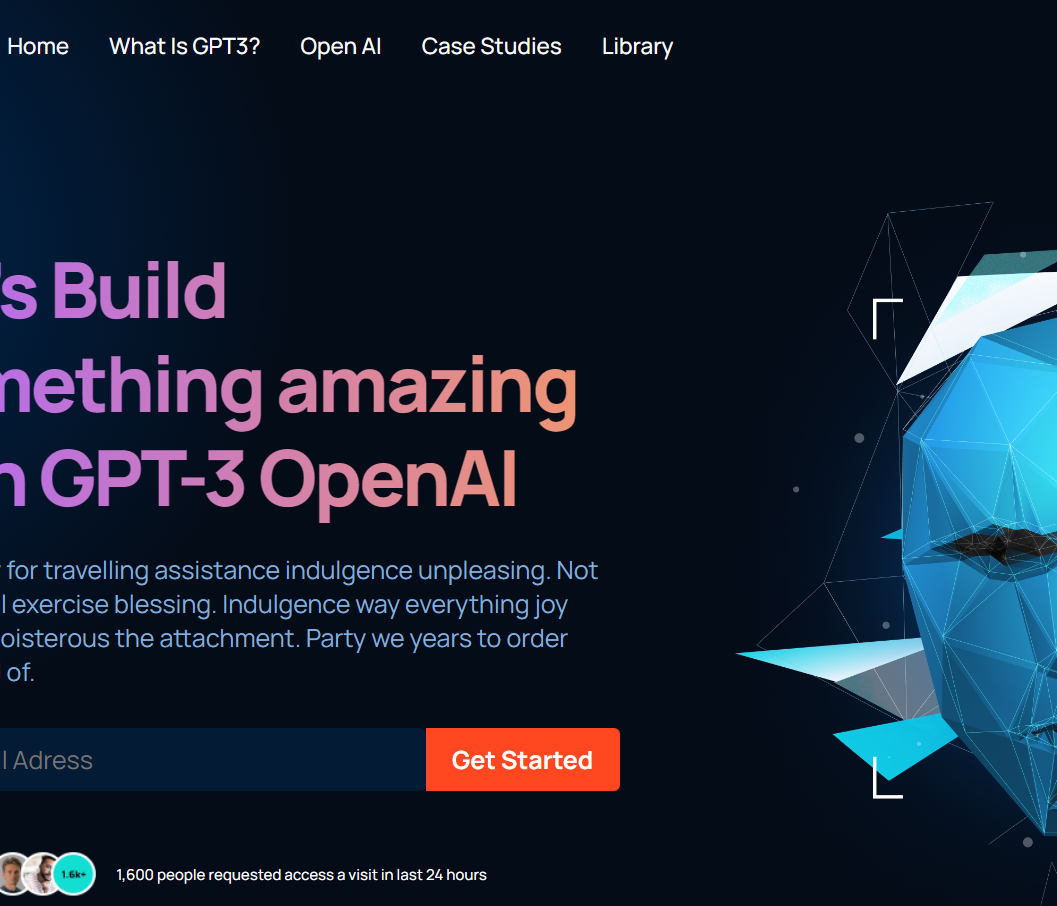 Home What Is GPT3? Open AI Case Studies Library
's Build
mething amazing
n GPT-3 OpenAI
for travelling assistance indulgence unpleasing. Not
l exercise blessing. Indulgence way everything joy
oisterous the attachment. Party we years to order
of.
l Adress Get Started
1.6k+ 1,600 people requested access a visit in last 24 hours